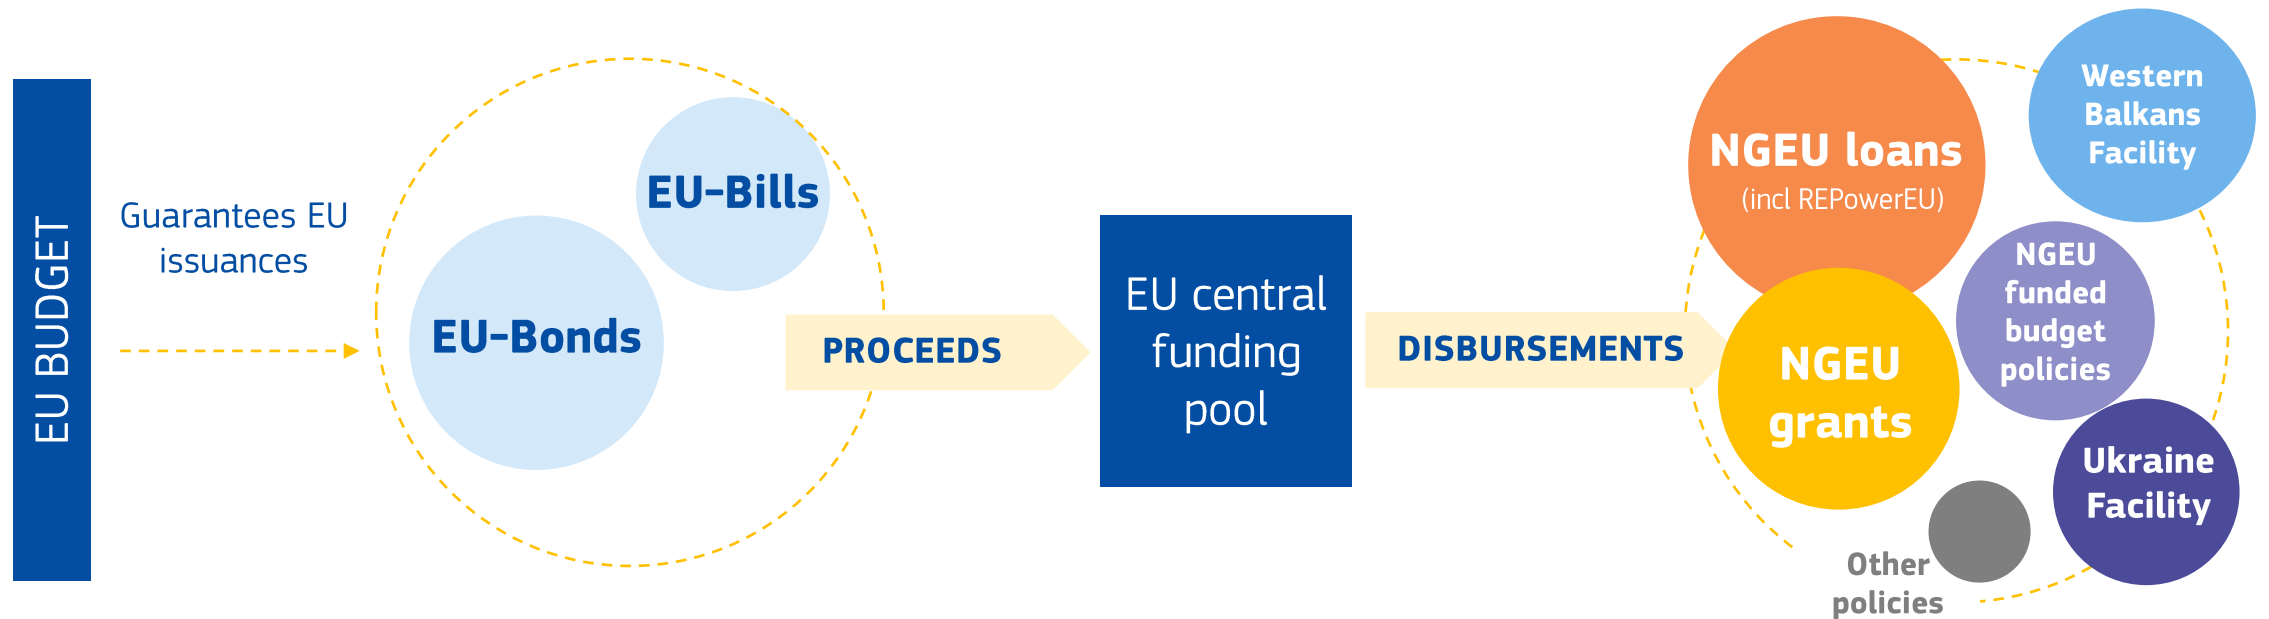 EU BUDGET
Guarantees EU
issuances
EU-Bonds
EU-Bills
PROCEEDS
EU central
funding
pool
DISBURSEMENTS
NGEU loans
(incl REPowerEU)
NGEU
grants
Western
Balkans
Facility
NGEU
funded
budget
policies
Ukraine
Facility
Other
policies